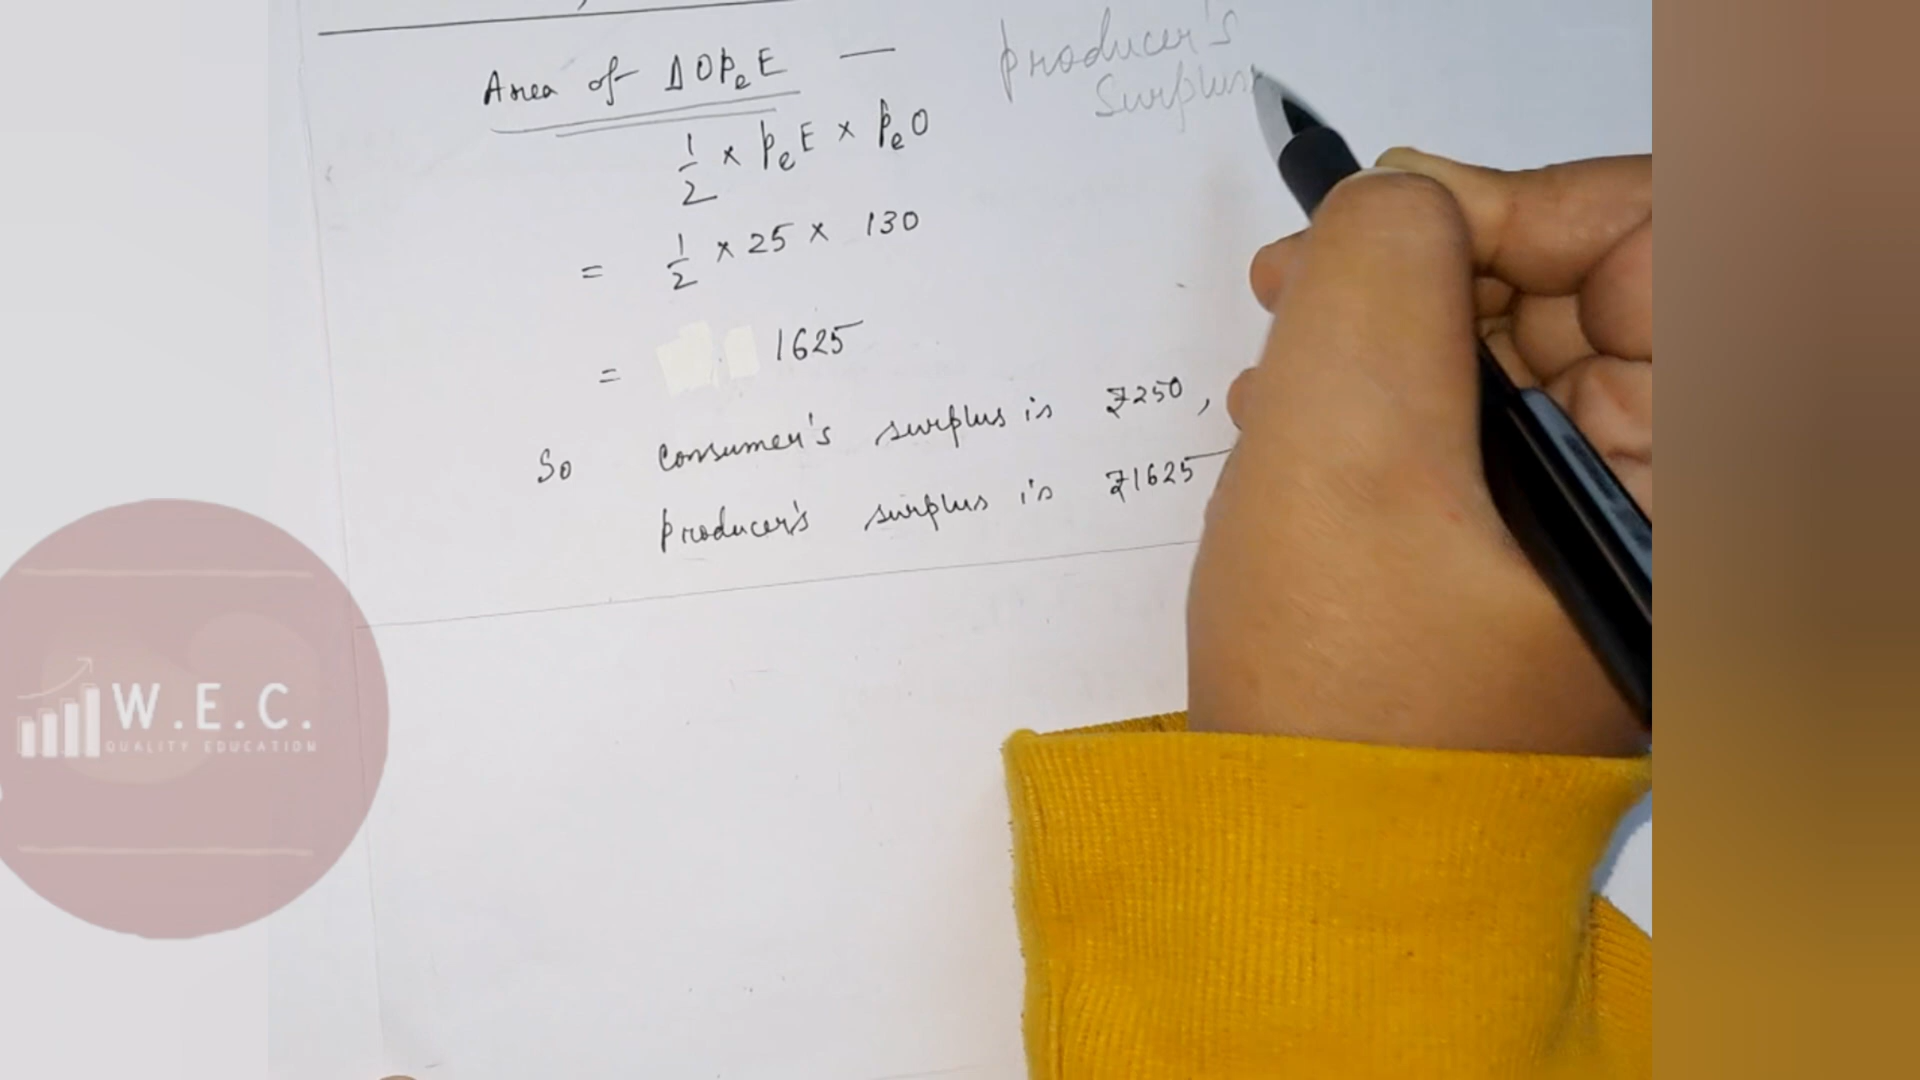 Area of ΔOPeE — Producer's
Surplus
1/2 × PeE × PeO
= 1/2 × 25 × 130
= 1625
So consumer's surplus is ₹250,
producer's surplus is ₹1625
W.E.C.
QUALITY EDUCATION